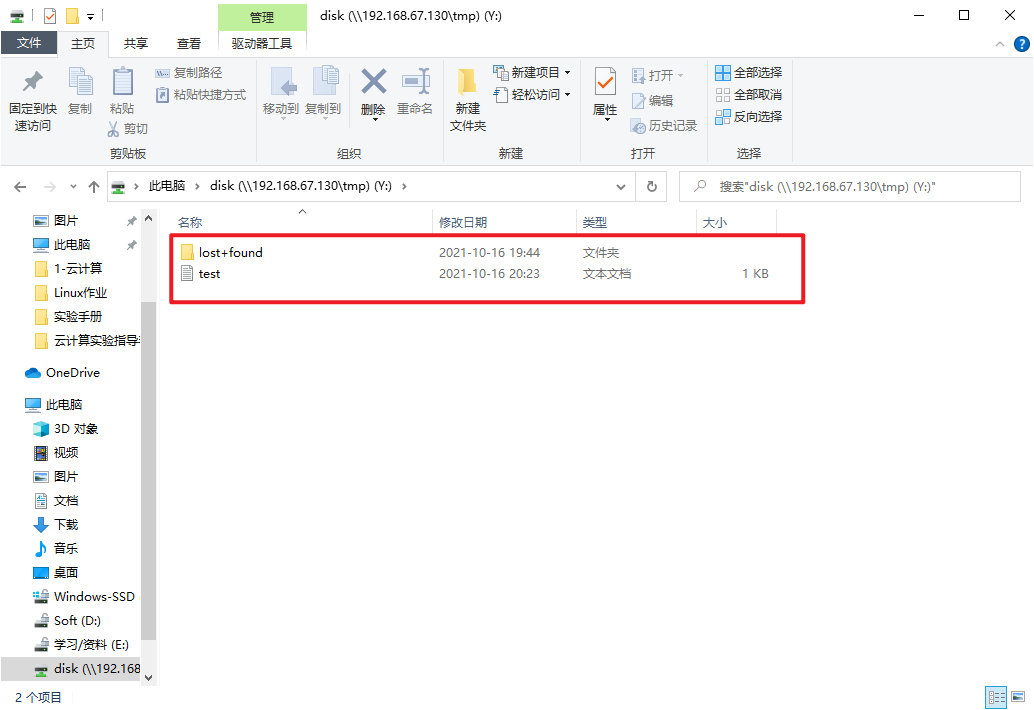 管理
disk (\\192.168.67.130\tmp) (Y:)
文件
主页
共享
查看
驱动器工具
固定到快
速访问
复制
粘贴
复制路径
粘贴快捷方式
剪切
剪贴板
移动到
复制到
删除
重命名
组织
新建
文件夹
新建项目
轻松访问
新建
属性
打开
编辑
历史记录
打开
全部选择
全部取消
反向选择
选择
此电脑
disk (\\192.168.67.130\tmp) (Y:)
搜索"disk (\\192.168.67.130\tmp) (Y:)"
图片
此电脑
1-云计算
Linux作业
实验手册
云计算实验指导
OneDrive
此电脑
3D 对象
视频
图片
文档
下载
音乐
桌面
Windows-SSD
Soft (D:)
学习/资料 (E:)
disk (\\192.168
名称 修改日期 类型 大小
lost+found 2021-10-16 19:44 文件夹
test 2021-10-16 20:23 文本文档 1 KB
2 个项目